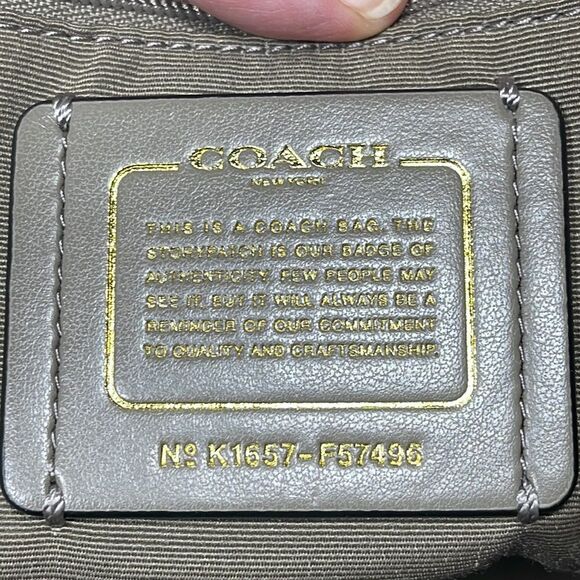 COACH
NEW YORK
THIS IS A COACH BAG. THE
STORYPATCH IS OUR BADGE OF
AUTHENTICITY. FEW PEOPLE MAY
SEE IT, BUT IT WILL ALWAYS BE A
REMINDER OF OUR COMMITMENT
TO QUALITY AND CRAFTSMANSHIP.
Nº K1657-F57496